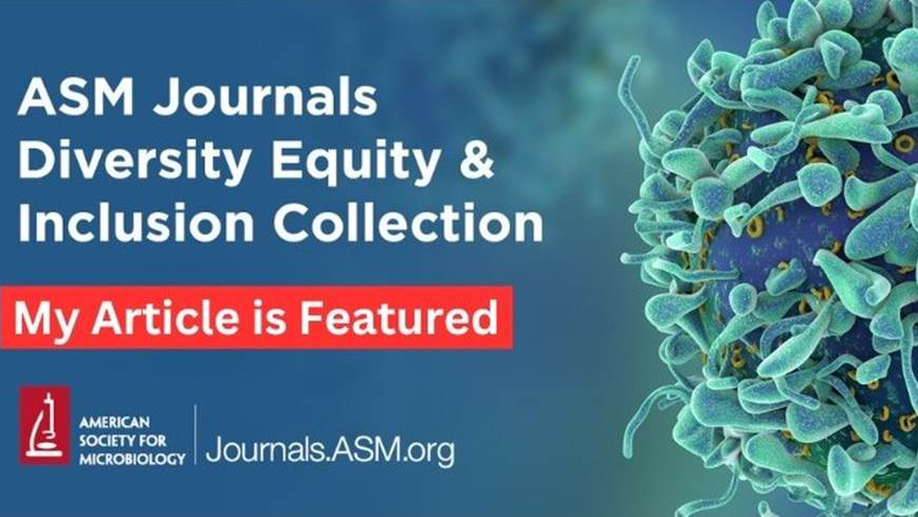 ASM Journals
Diversity Equity &
Inclusion Collection
My Article is Featured
AMERICAN
SOCIETY FOR
MICROBIOLOGY
Journals.ASM.org